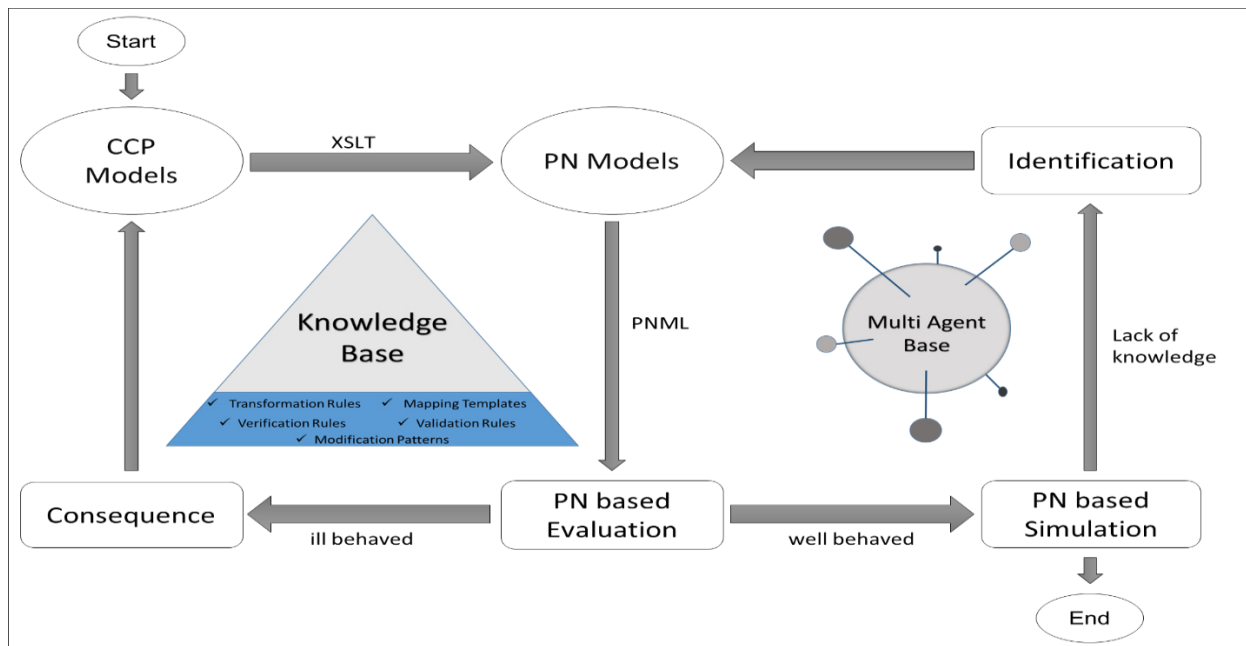 Start
CCP
Models
XSLT
PN Models
Identification
Knowledge
Base
✓ Transformation Rules ✓ Mapping Templates
✓ Verification Rules ✓ Validation Rules
✓ Modification Patterns
PNML
Multi Agent
Base
Lack of
knowledge
Consequence
ill behaved
PN based
Evaluation
well behaved
PN based
Simulation
End